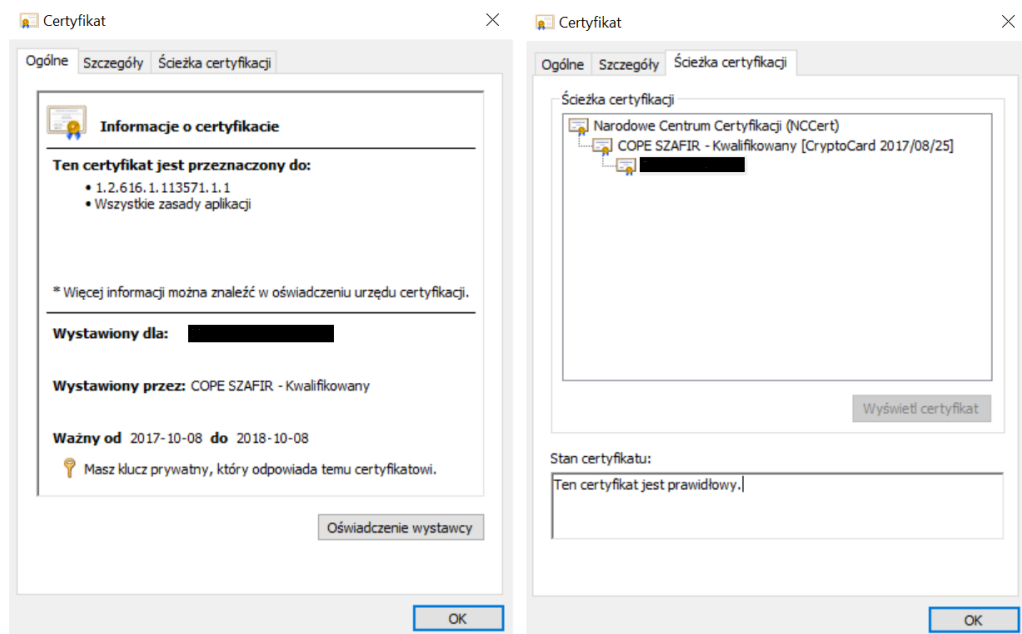 Certyfikat
Ogólne
Szczegóły
Ścieżka certyfikacji
Informacje o certyfikacie
Ten certyfikat jest przeznaczony do:
• 1.2.616.1.113571.1.1
• Wszystkie zasady aplikacji
* Więcej informacji można znaleźć w oświadczeniu urzędu certyfikacji.
Wystawiony dla:
Wystawiony przez: COPE SZAFIR - Kwalifikowany
Ważny od 2017-10-08 do 2018-10-08
Masz klucz prywatny, który odpowiada temu certyfikatowi.
Oświadczenie wystawcy
OK
Certyfikat
Ogólne
Szczegóły
Ścieżka certyfikacji
Ścieżka certyfikacji
Narodowe Centrum Certyfikacji (NCCert)
COPE SZAFIR - Kwalifikowany [CryptoCard 2017/08/25]
Wyświetl certyfikat
Stan certyfikatu:
Ten certyfikat jest prawidłowy.
OK